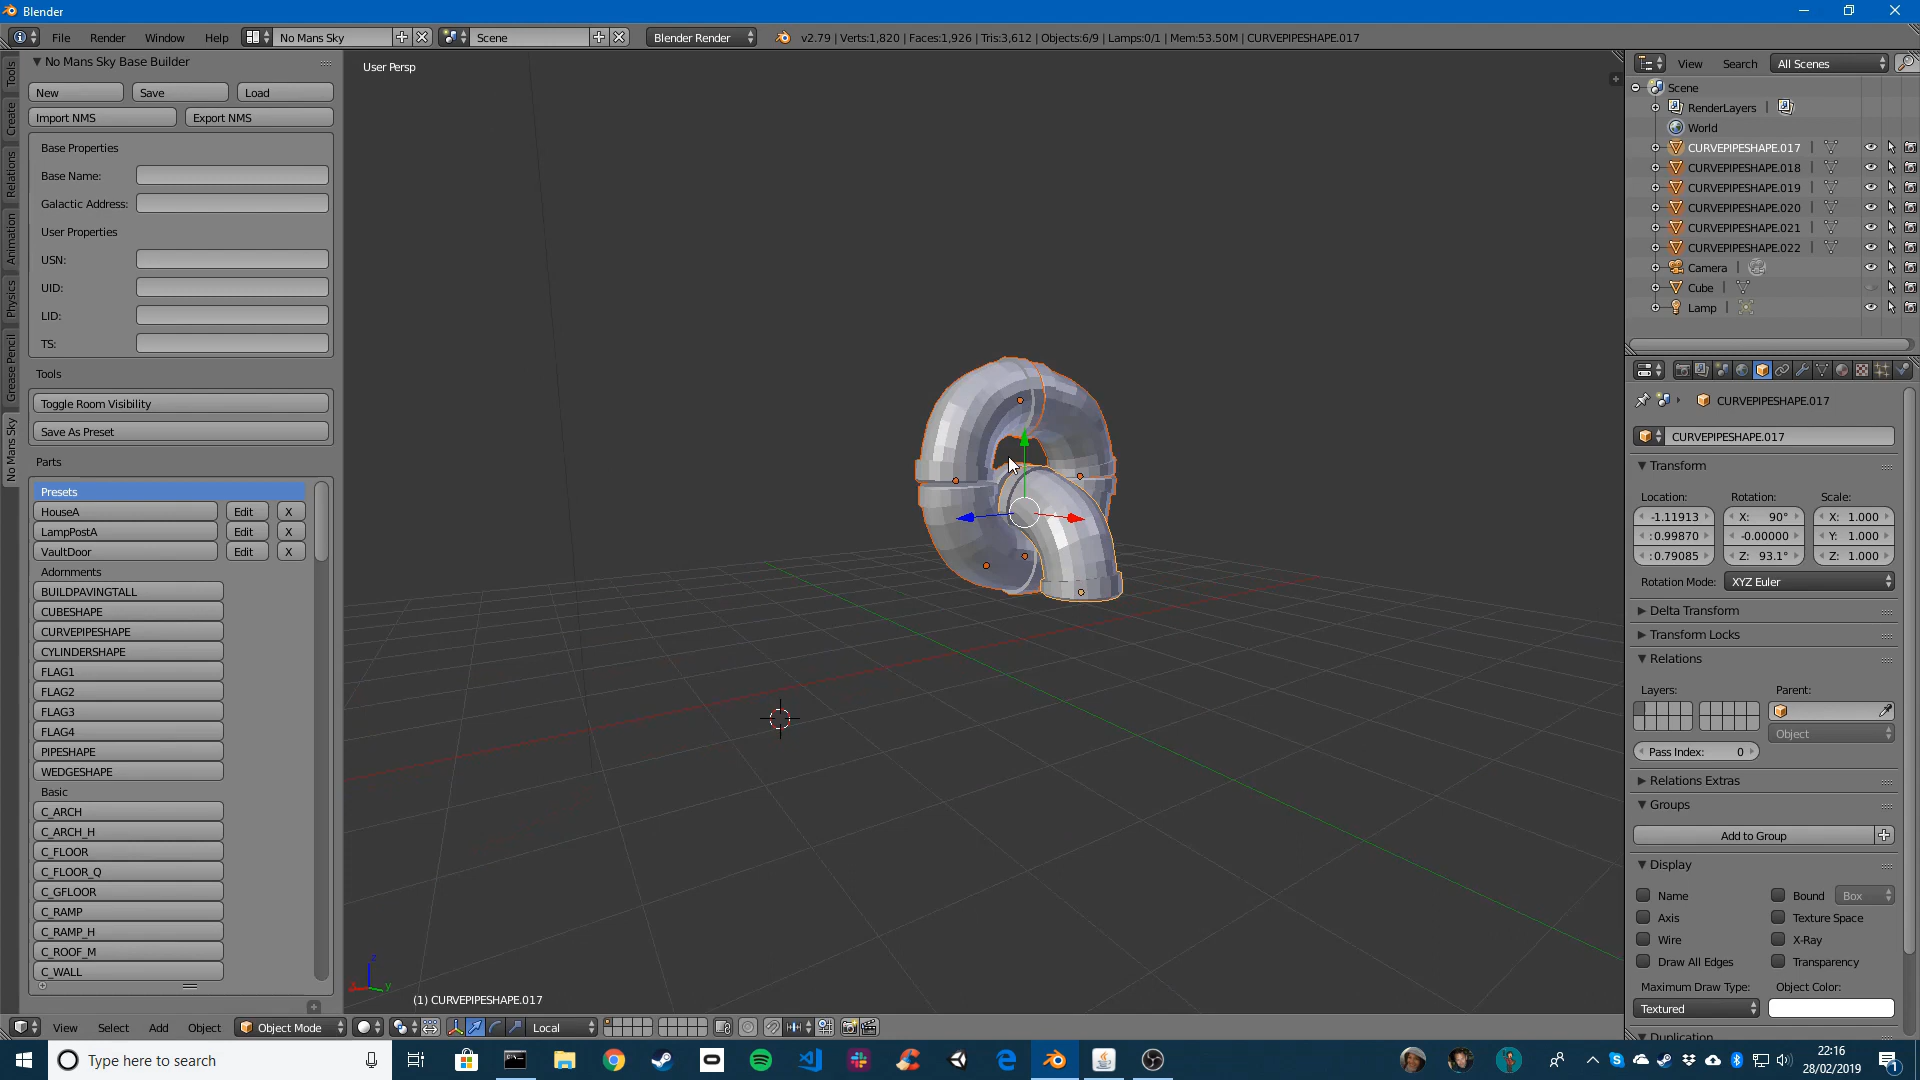 Blender
File Render Window Help No Mans Sky Scene Blender Render v2.79 | Verts:1,820 | Faces:1,926 | Tris:3,612 | Objects:6/9 | Lamps:0/1 | Mem:53.50M | CURVEPIPESHAPE.017
Tools
Create
Relations
Animation
Physics
Grease Pencil
No Mans Sky
No Mans Sky Base Builder
New Save Load
Import NMS Export NMS
Base Properties
Base Name:
Galactic Address:
User Properties
USN:
UID:
LID:
TS:
Tools
Toggle Room Visibility
Save As Preset
Parts
Presets
HouseA Edit X
LampPostA Edit X
VaultDoor Edit X
Adornments
BUILDPAVINGTALL
CUBESHAPE
CURVEPIPESHAPE
CYLINDERSHAPE
FLAG1
FLAG2
FLAG3
FLAG4
PIPESHAPE
WEDGESHAPE
Basic
C_ARCH
C_ARCH_H
C_FLOOR
C_FLOOR_Q
C_GFLOOR
C_RAMP
C_RAMP_H
C_ROOF_M
C_WALL
User Persp
z
y
(1) CURVEPIPESHAPE.017
View Select Add Object Object Mode Local
View Search All Scenes
Scene
RenderLayers |
World
CURVEPIPESHAPE.017 |
CURVEPIPESHAPE.018 |
CURVEPIPESHAPE.019 |
CURVEPIPESHAPE.020 |
CURVEPIPESHAPE.021 |
CURVEPIPESHAPE.022 |
Camera |
Cube |
Lamp |
CURVEPIPESHAPE.017
CURVEPIPESHAPE.017
Transform
Location: Rotation: Scale:
-1.11913 X: 90° X: 1.000
: 0.99870 -0.00000 Y: 1.000
: 0.79085 Z: 93.1° Z: 1.000
Rotation Mode: XYZ Euler
Delta Transform
Transform Locks
Relations
Layers: Parent:
Object
Pass Index: 0
Relations Extras
Groups
Add to Group
Display
Name Bound Box
Axis Texture Space
Wire X-Ray
Draw All Edges Transparency
Maximum Draw Type: Object Color:
Textured
Duplication
Type here to search
22:16
28/02/2019
1